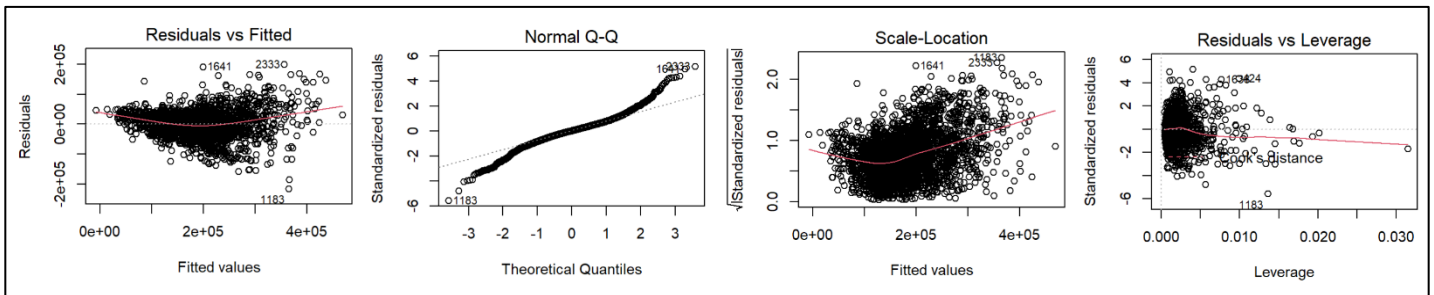 Residuals vs Fitted
Residuals
-2e+05
0e+00
2e+05
1641
2333
1183
0e+00
2e+05
4e+05
Fitted values
Normal Q-Q
Standardized residuals
-6
-2
0
2
4
6
1641
2333
1183
-3
-2
-1
0
1
2
3
Theoretical Quantiles
Scale-Location
√|Standardized residuals|
0.0
1.0
2.0
1641
2333
1183
0e+00
2e+05
4e+05
Fitted values
Residuals vs Leverage
Standardized residuals
-6
-2
0
2
4
6
Cook's distance
1183
0.000
0.010
0.020
0.030
Leverage